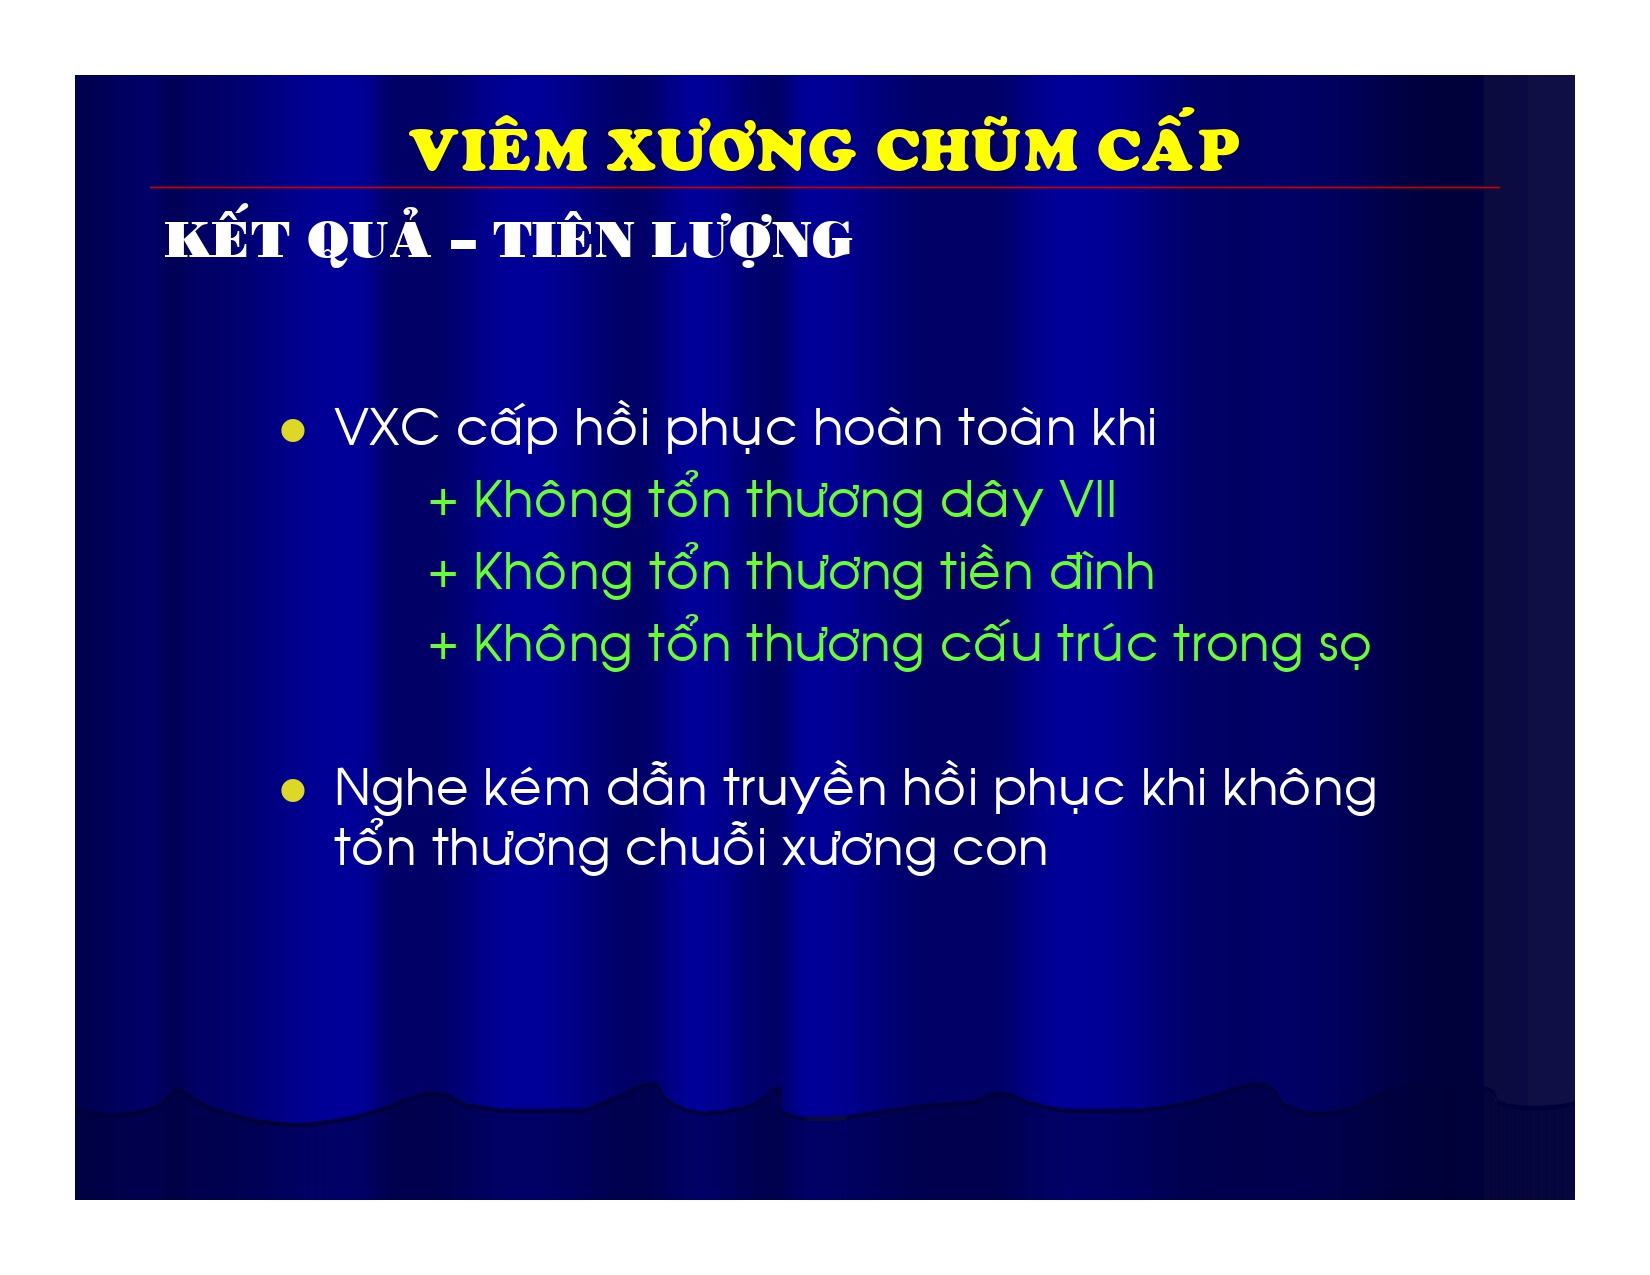 VIÊM XƯƠNG CHŨM CẤP
KẾT QUẢ – TIÊN LƯỢNG
● VXC cấp hồi phục hoàn toàn khi
+ Không tổn thương dây VII
+ Không tổn thương tiền đình
+ Không tổn thương cấu trúc trong sọ
● Nghe kém dẫn truyền hồi phục khi không
tổn thương chuỗi xương con